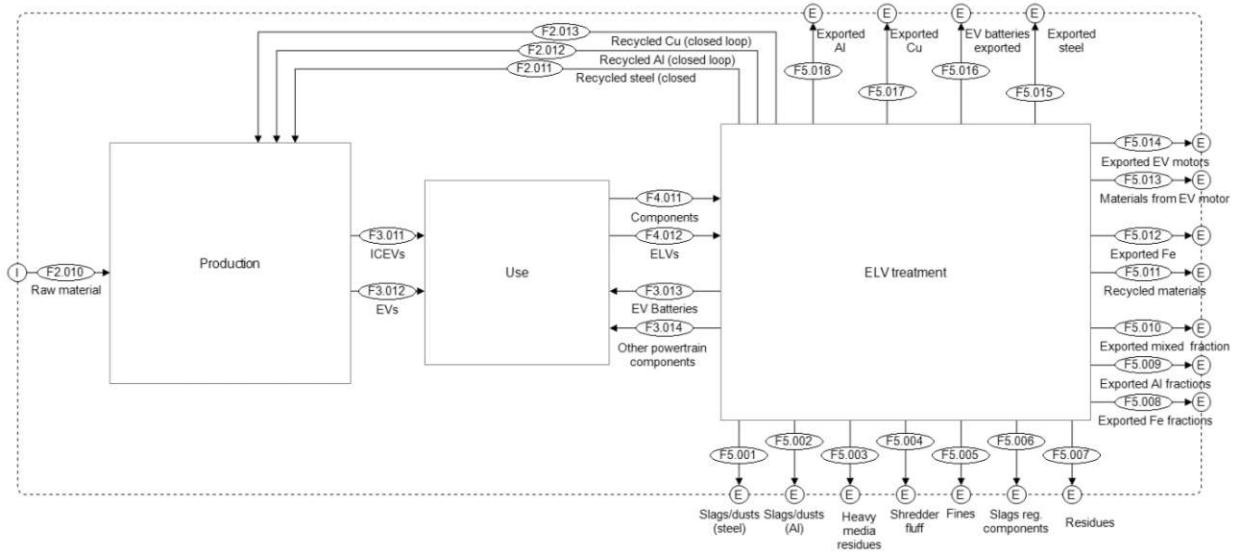 E
E
E
E
Exported
Al
Exported
Cu
EV batteries
exported
Exported
steel
F2.013
Recycled Cu (closed loop)
F2.012
Recycled Al (closed loop)
F2.011
Recycled steel (closed
F5.018
F5.017
F5.016
F5.015
F5.014
E
Exported EV motors
F5.013
E
Materials from EV motor
F5.012
E
Exported Fe
F5.011
E
Recycled materials
F5.010
E
Exported mixed fraction
F5.009
E
Exported Al fractions
F5.008
E
Exported Fe fractions
I
F2.010
Raw material
Production
F3.011
ICEVs
F3.012
EVs
Use
F4.011
Components
F4.012
ELVs
F3.013
EV Batteries
F3.014
Other powertrain
components
ELV treatment
F5.001
F5.002
F5.003
F5.004
F5.005
F5.006
F5.007
E
E
E
E
E
E
E
Slags/dusts
(steel)
Slags/dusts
(Al)
Heavy
media
residues
Shredder
fluff
Fines
Slags reg.
components
Residues